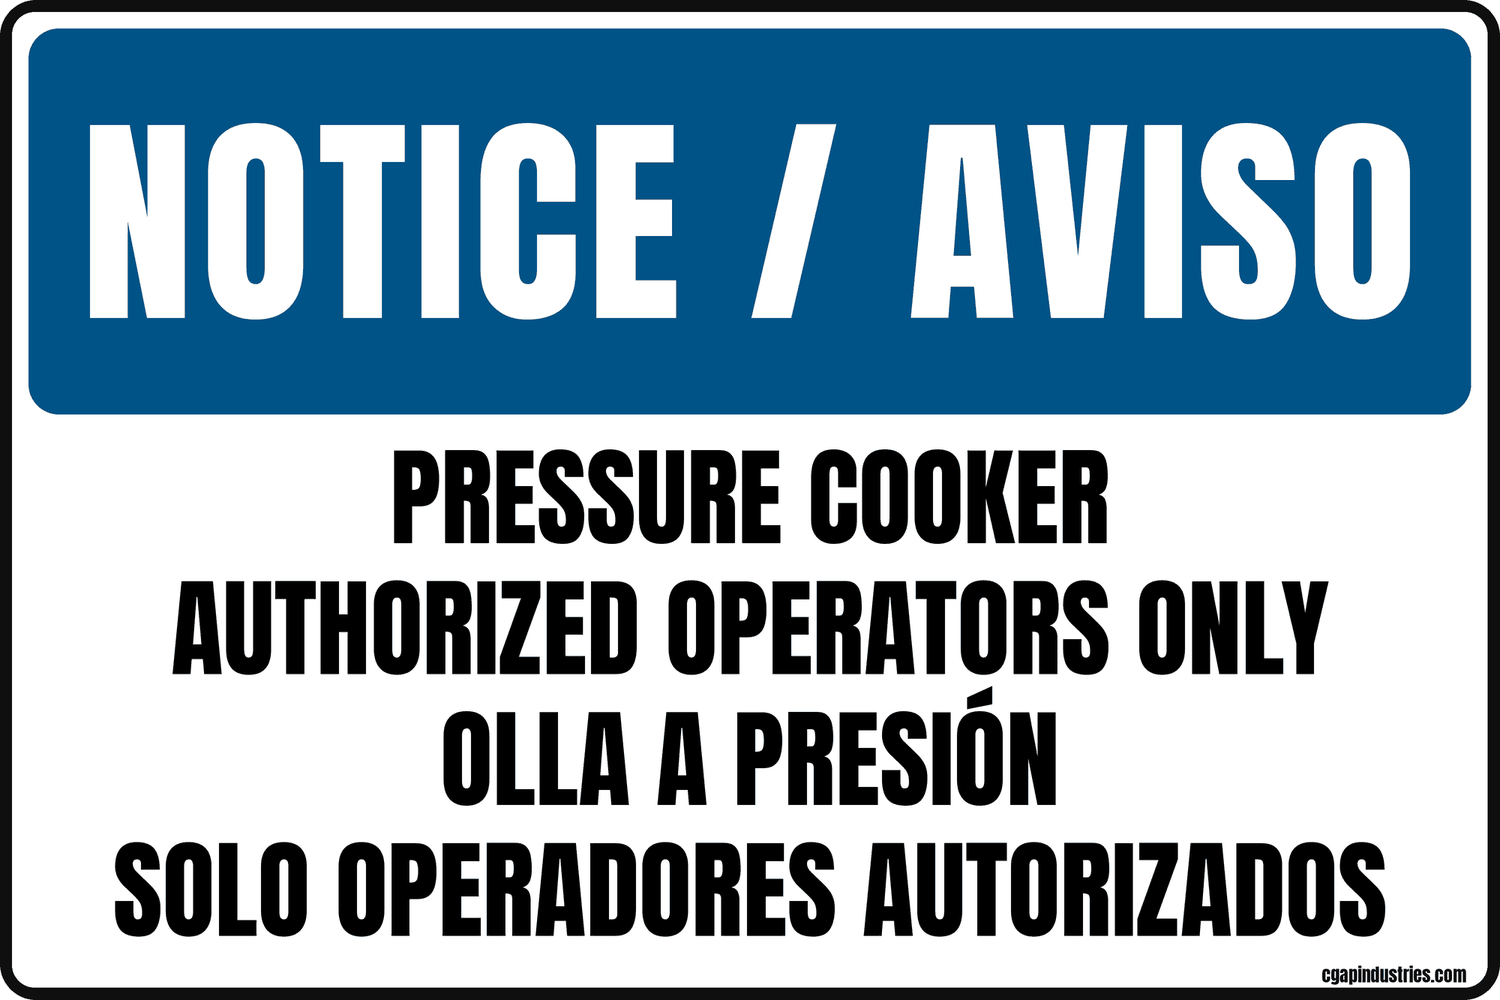 NOTICE / AVISO
PRESSURE COOKER
AUTHORIZED OPERATORS ONLY
OLLA A PRESIÓN
SOLO OPERADORES AUTORIZADOS
cgapindustries.com